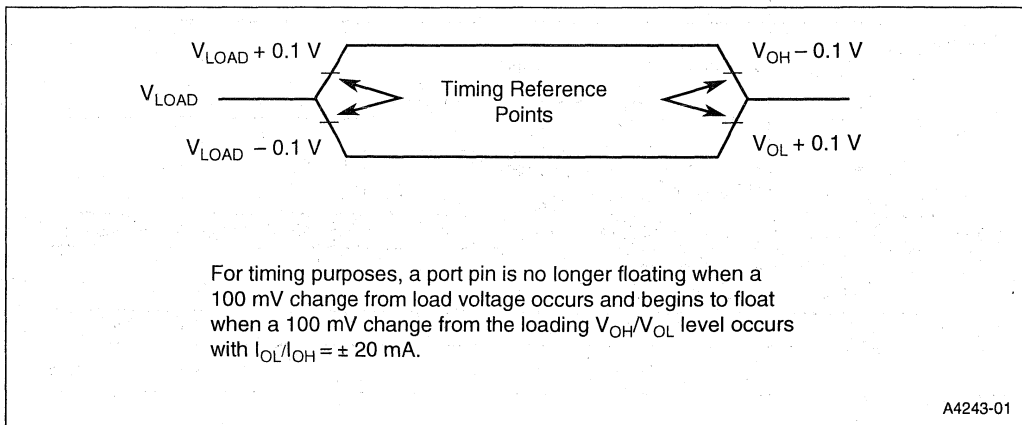 V_LOAD + 0.1 V
V_OH – 0.1 V
V_LOAD
Timing Reference
Points
V_LOAD – 0.1 V
V_OL + 0.1 V
For timing purposes, a port pin is no longer floating when a
100 mV change from load voltage occurs and begins to float
when a 100 mV change from the loading V_OH/V_OL level occurs
with I_OL/I_OH = ± 20 mA.
A4243-01